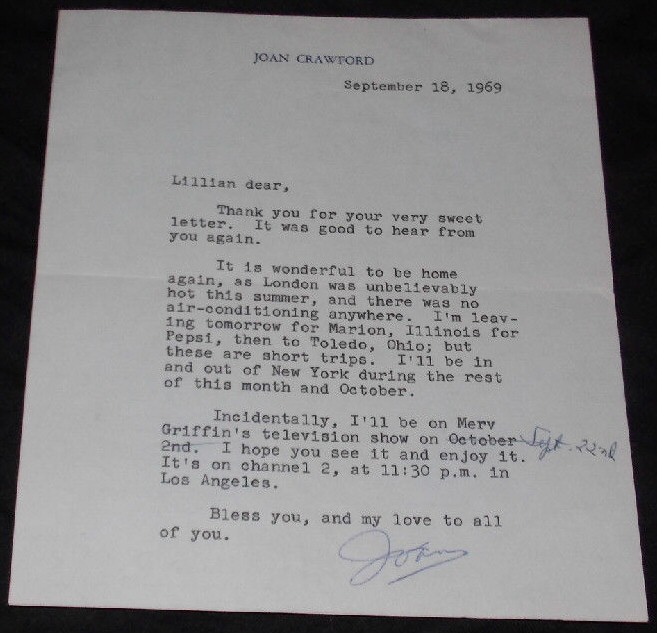 JOAN CRAWFORD
September 18, 1969
Lillian dear,
Thank you for your very sweet
letter. It was good to hear from
you again.
It is wonderful to be home
again, as London was unbelievably
hot this summer, and there was no
air-conditioning anywhere. I'm leav-
ing tomorrow for Marion, Illinois for
Pepsi, then to Toledo, Ohio; but
these are short trips. I'll be in
and out of New York during the rest
of this month and October.
Incidentally, I'll be on Merv
Griffin's television show on October Sept. 22nd
2nd. I hope you see it and enjoy it.
It's on channel 2, at 11:30 p.m. in
Los Angeles.
Bless you, and my love to all
of you.
Joan